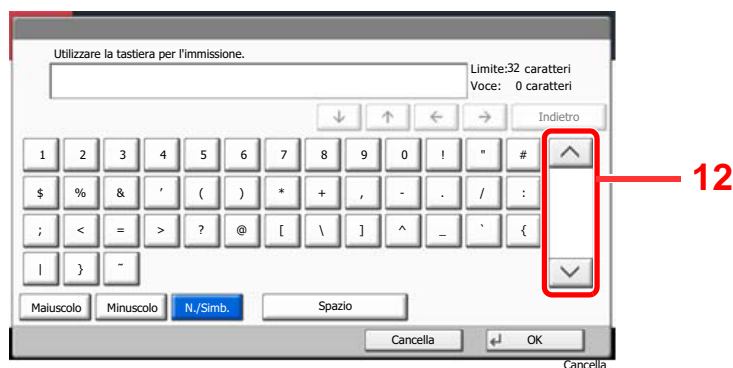 Utilizzare la tastiera per l'immissione.
Limite:32 caratteri
Voce: 0 caratteri
↓ ↑ ← → Indietro
1 2 3 4 5 6 7 8 9 0 ! " #
$ % & ' ( ) * + , - . / :
; < = > ? @ [ \ ] ^ _ ` {
| } ~
12
Maiuscolo Minuscolo N./Simb. Spazio
Cancella OK
Cancella